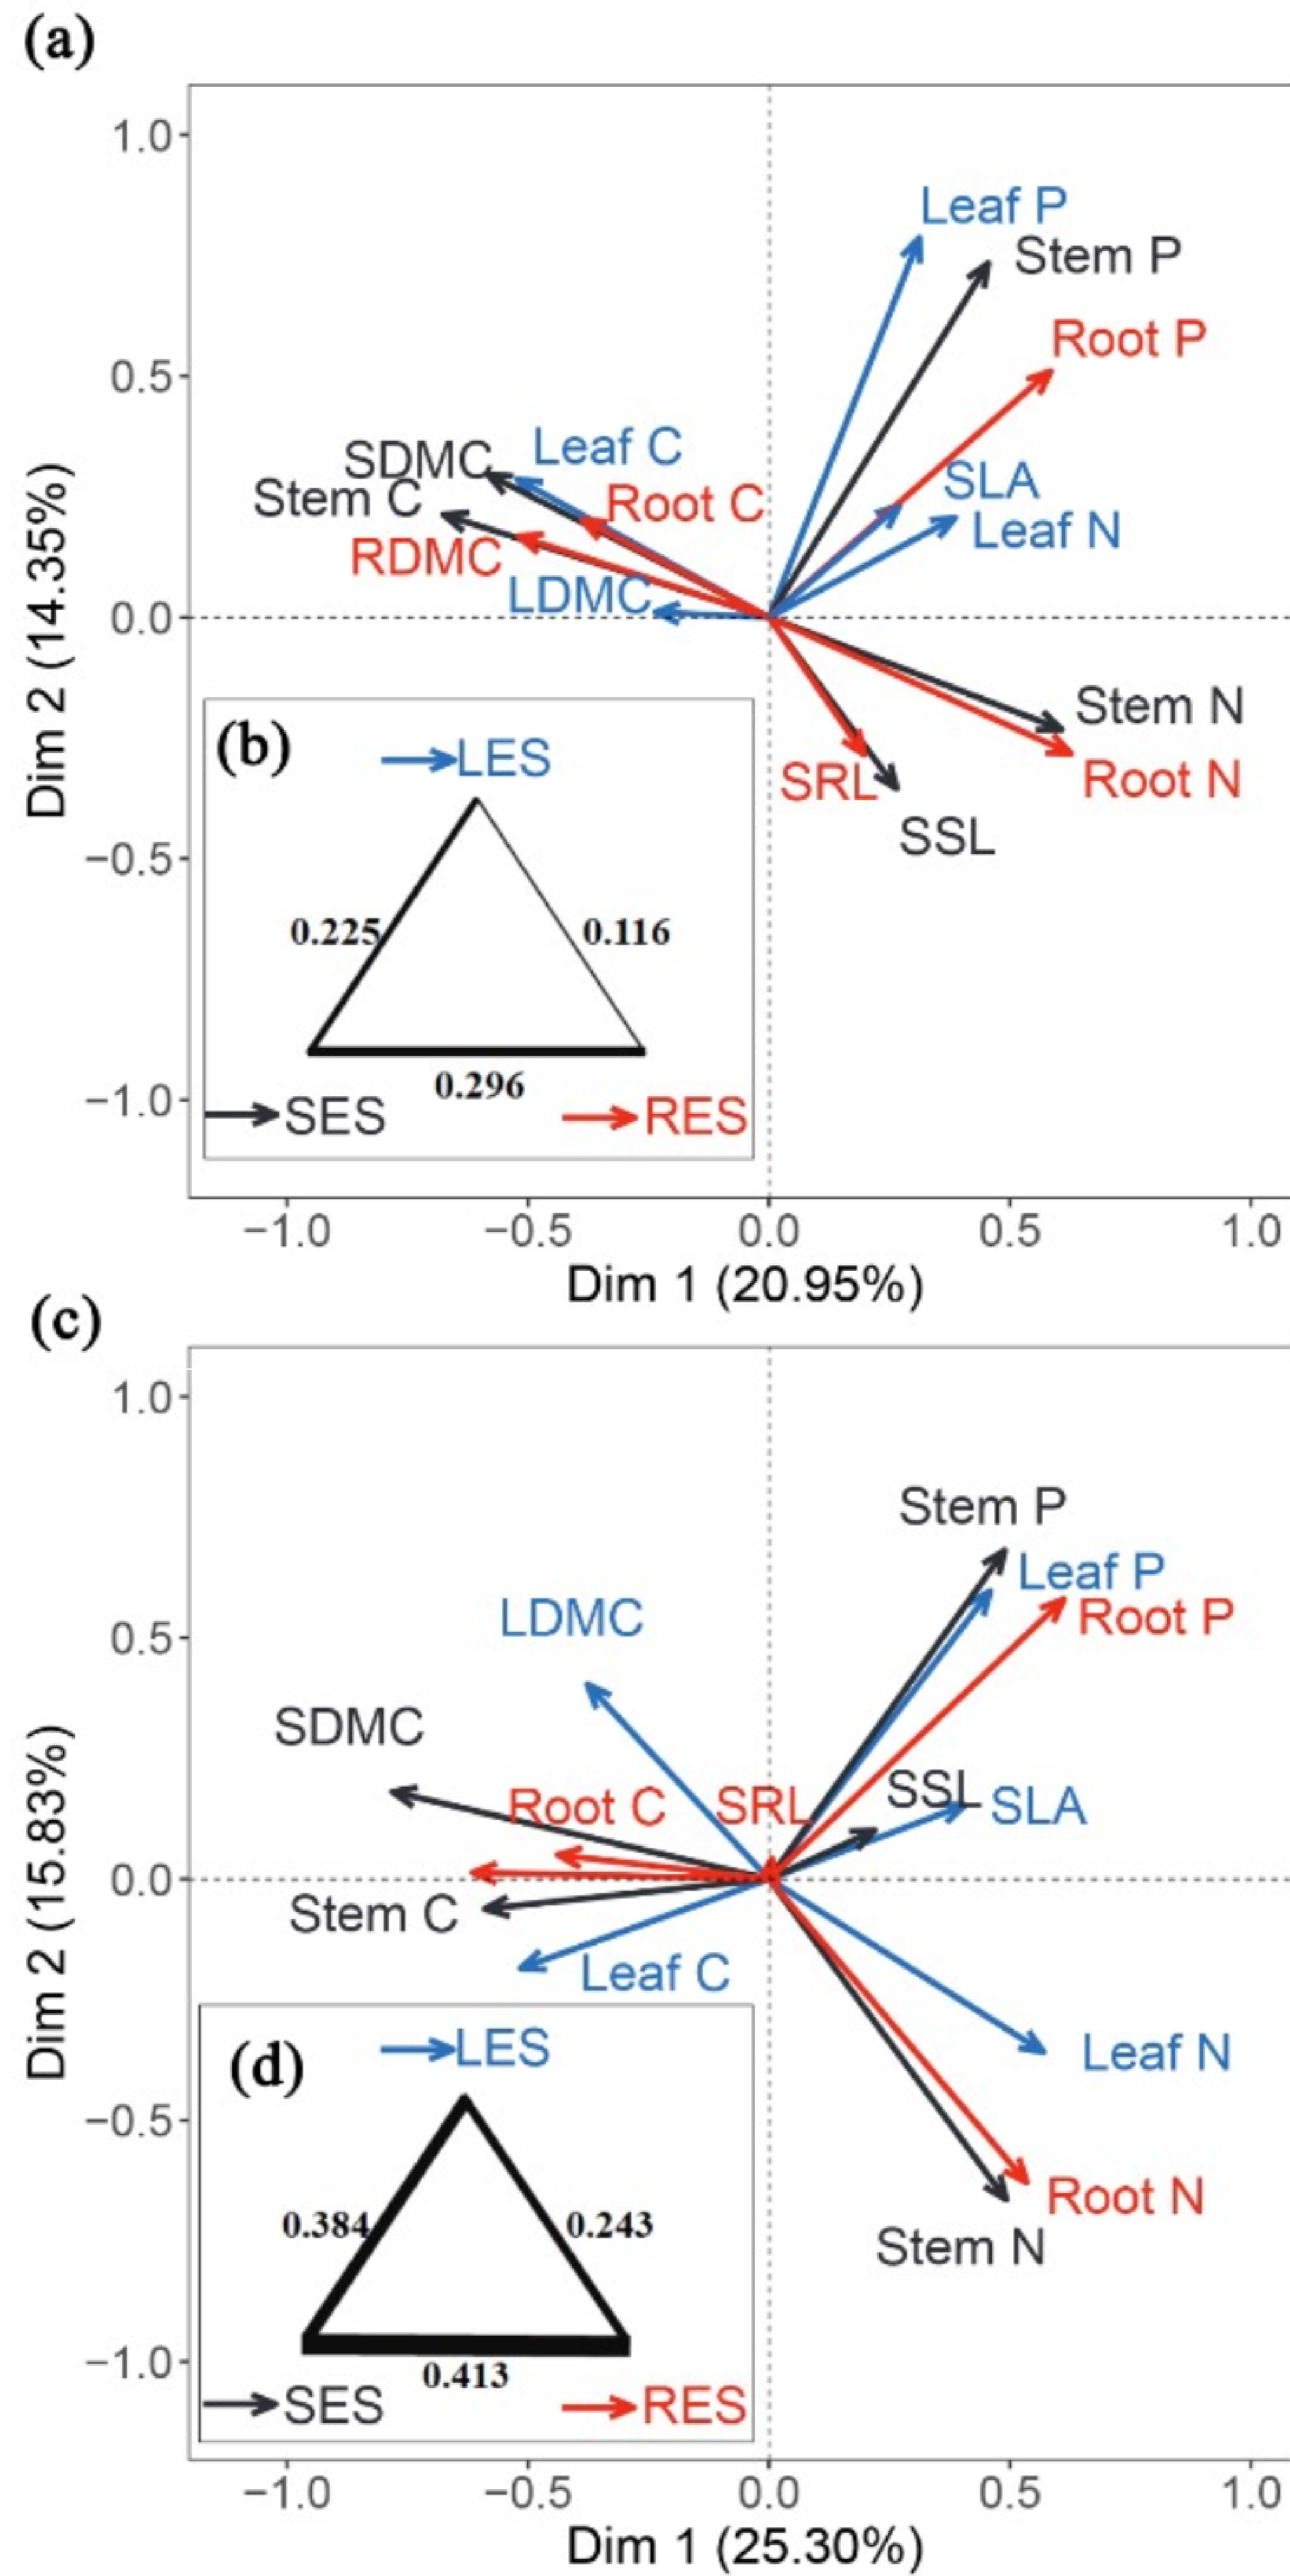 (a)
1.0
Leaf P
Stem P
Root P
0.5
SDMC
Leaf C
SLA
Stem C
Root C
Leaf N
RDMC
LDMC
0.0
Dim 2 (14.35%)
Stem N
(b)
LES
SRL
Root N
SSL
−0.5
0.225
0.116
0.296
−1.0
SES
RES
−1.0 −0.5 0.0 0.5 1.0
Dim 1 (20.95%)
(c)
1.0
Stem P
Leaf P
LDMC
Root P
0.5
SDMC
SSL
Root C
SRL
SLA
0.0
Stem C
Leaf C
Dim 2 (15.83%)
LES
Leaf N
(d)
−0.5
Root N
0.384
0.243
Stem N
−1.0
0.413
SES
RES
−1.0 −0.5 0.0 0.5 1.0
Dim 1 (25.30%)